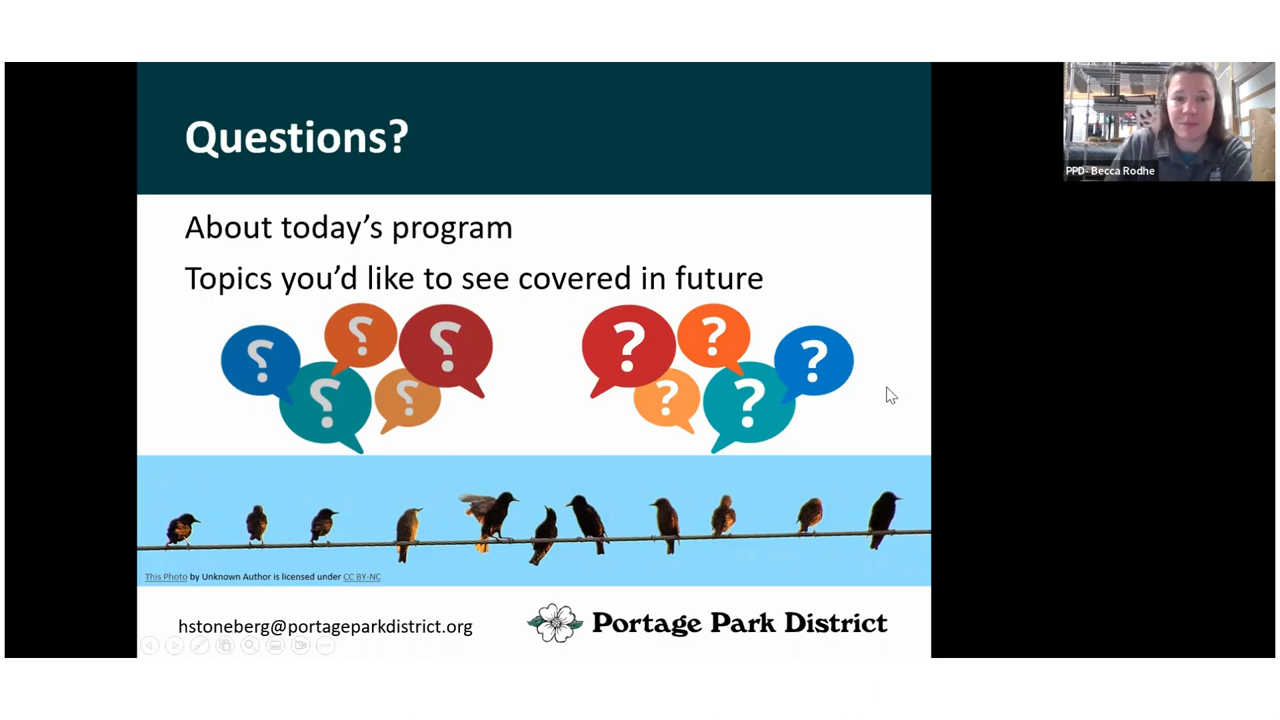 Questions?
PPD- Becca Rodhe
About today's program
Topics you'd like to see covered in future
? ? ? ? ? ? ? ? ? ?
This Photo by Unknown Author is licensed under CC BY-NC
hstoneberg@portageparkdistrict.org
Portage Park District